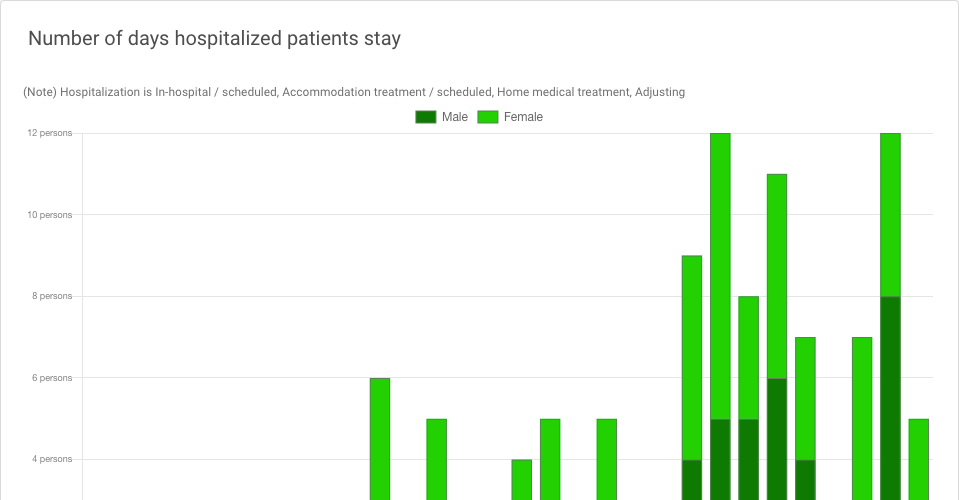 Number of days hospitalized patients stay
(Note) Hospitalization is In-hospital / scheduled, Accommodation treatment / scheduled, Home medical treatment, Adjusting
Male Female
12 persons
10 persons
8 persons
6 persons
4 persons